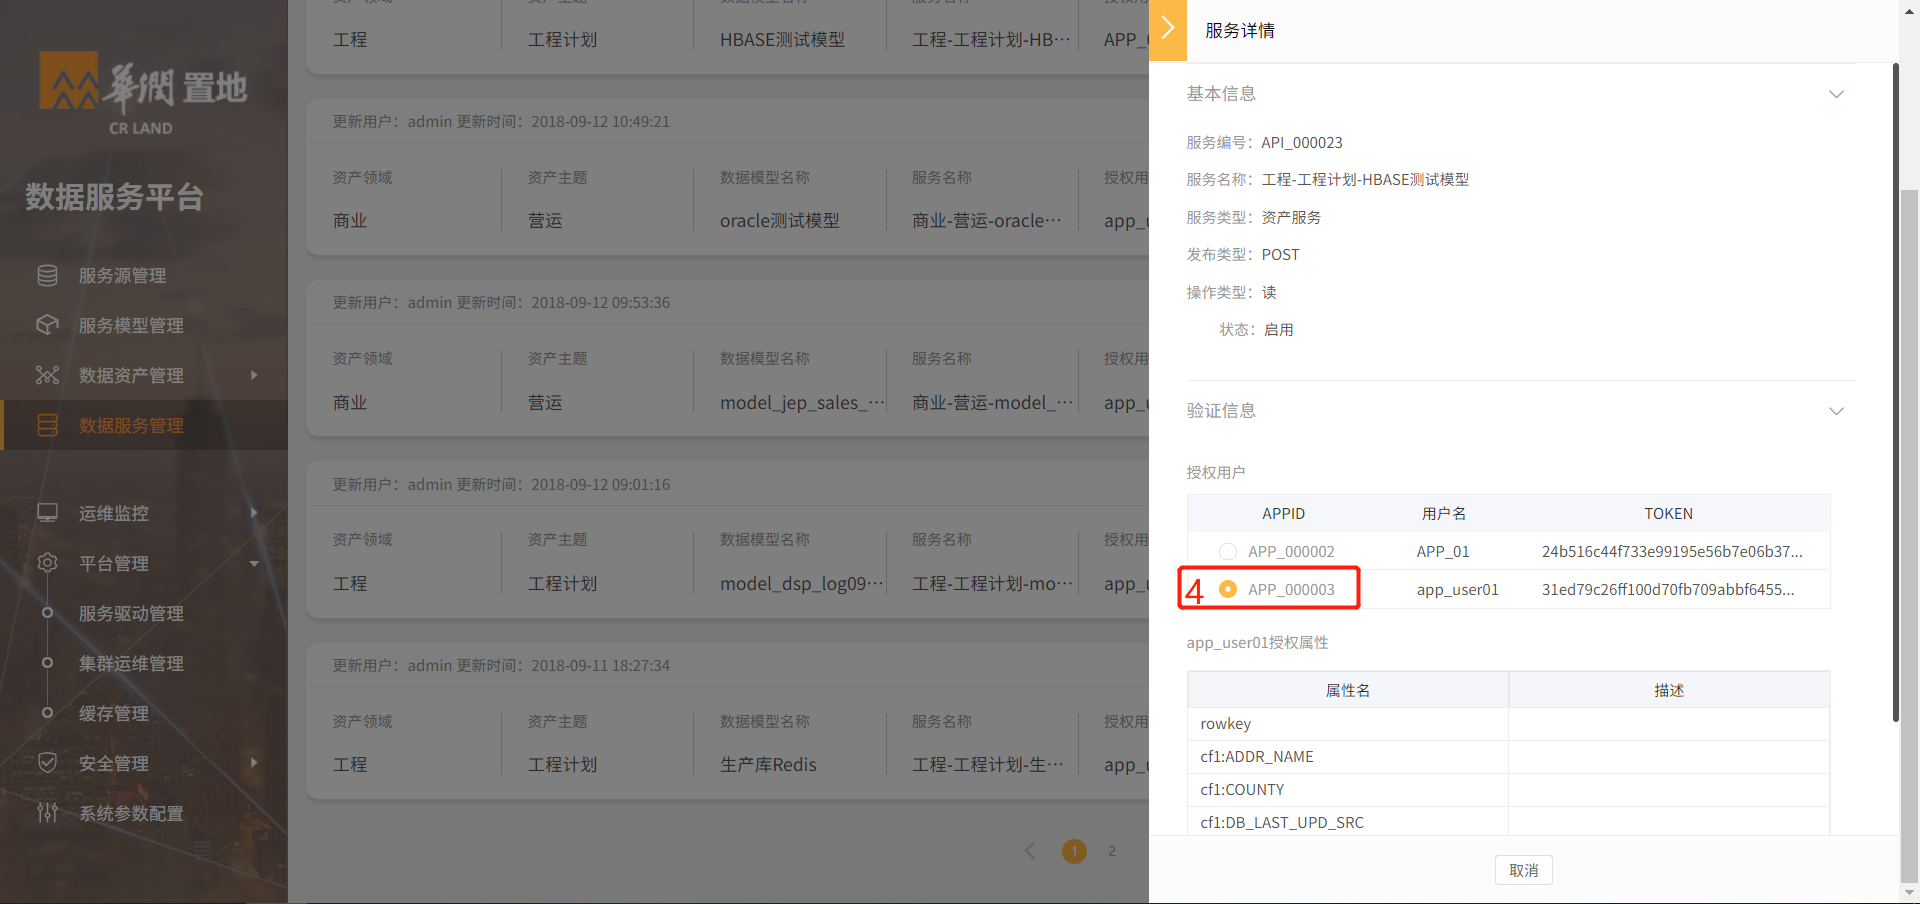 華潤置地
CR LAND
数据服务平台
服务源管理
服务模型管理
数据资产管理
数据服务管理
运维监控
平台管理
服务驱动管理
集群运维管理
缓存管理
安全管理
系统参数配置
工程 工程计划 HBASE测试模型 工程-工程计划-HB··· APP_
更新用户：admin 更新时间：2018-09-12 10:49:21
资产领域 资产主题 数据模型名称 服务名称 授权用
商业 营运 oracle测试模型 商业-营运-oracle··· app_u
更新用户：admin 更新时间：2018-09-12 09:53:36
资产领域 资产主题 数据模型名称 服务名称 授权用
商业 营运 model_jep_sales_··· 商业-营运-model_··· app_u
更新用户：admin 更新时间：2018-09-12 09:01:16
资产领域 资产主题 数据模型名称 服务名称 授权用
工程 工程计划 model_dsp_log09··· 工程-工程计划-mo··· app_u
更新用户：admin 更新时间：2018-09-11 18:27:34
资产领域 资产主题 数据模型名称 服务名称 授权用
工程 工程计划 生产库Redis 工程-工程计划-生··· app_u
1 2
服务详情
基本信息
服务编号：API_000023
服务名称：工程-工程计划-HBASE测试模型
服务类型：资产服务
发布类型：POST
操作类型：读
状态：启用
验证信息
授权用户
APPID 用户名 TOKEN
APP_000002 APP_01 24b516c44f733e99195e56b7e06b37...
4 APP_000003 app_user01 31ed79c26ff100d70fb709abbf6455...
app_user01授权属性
属性名 描述
rowkey
cf1:ADDR_NAME
cf1:COUNTY
cf1:DB_LAST_UPD_SRC
取消